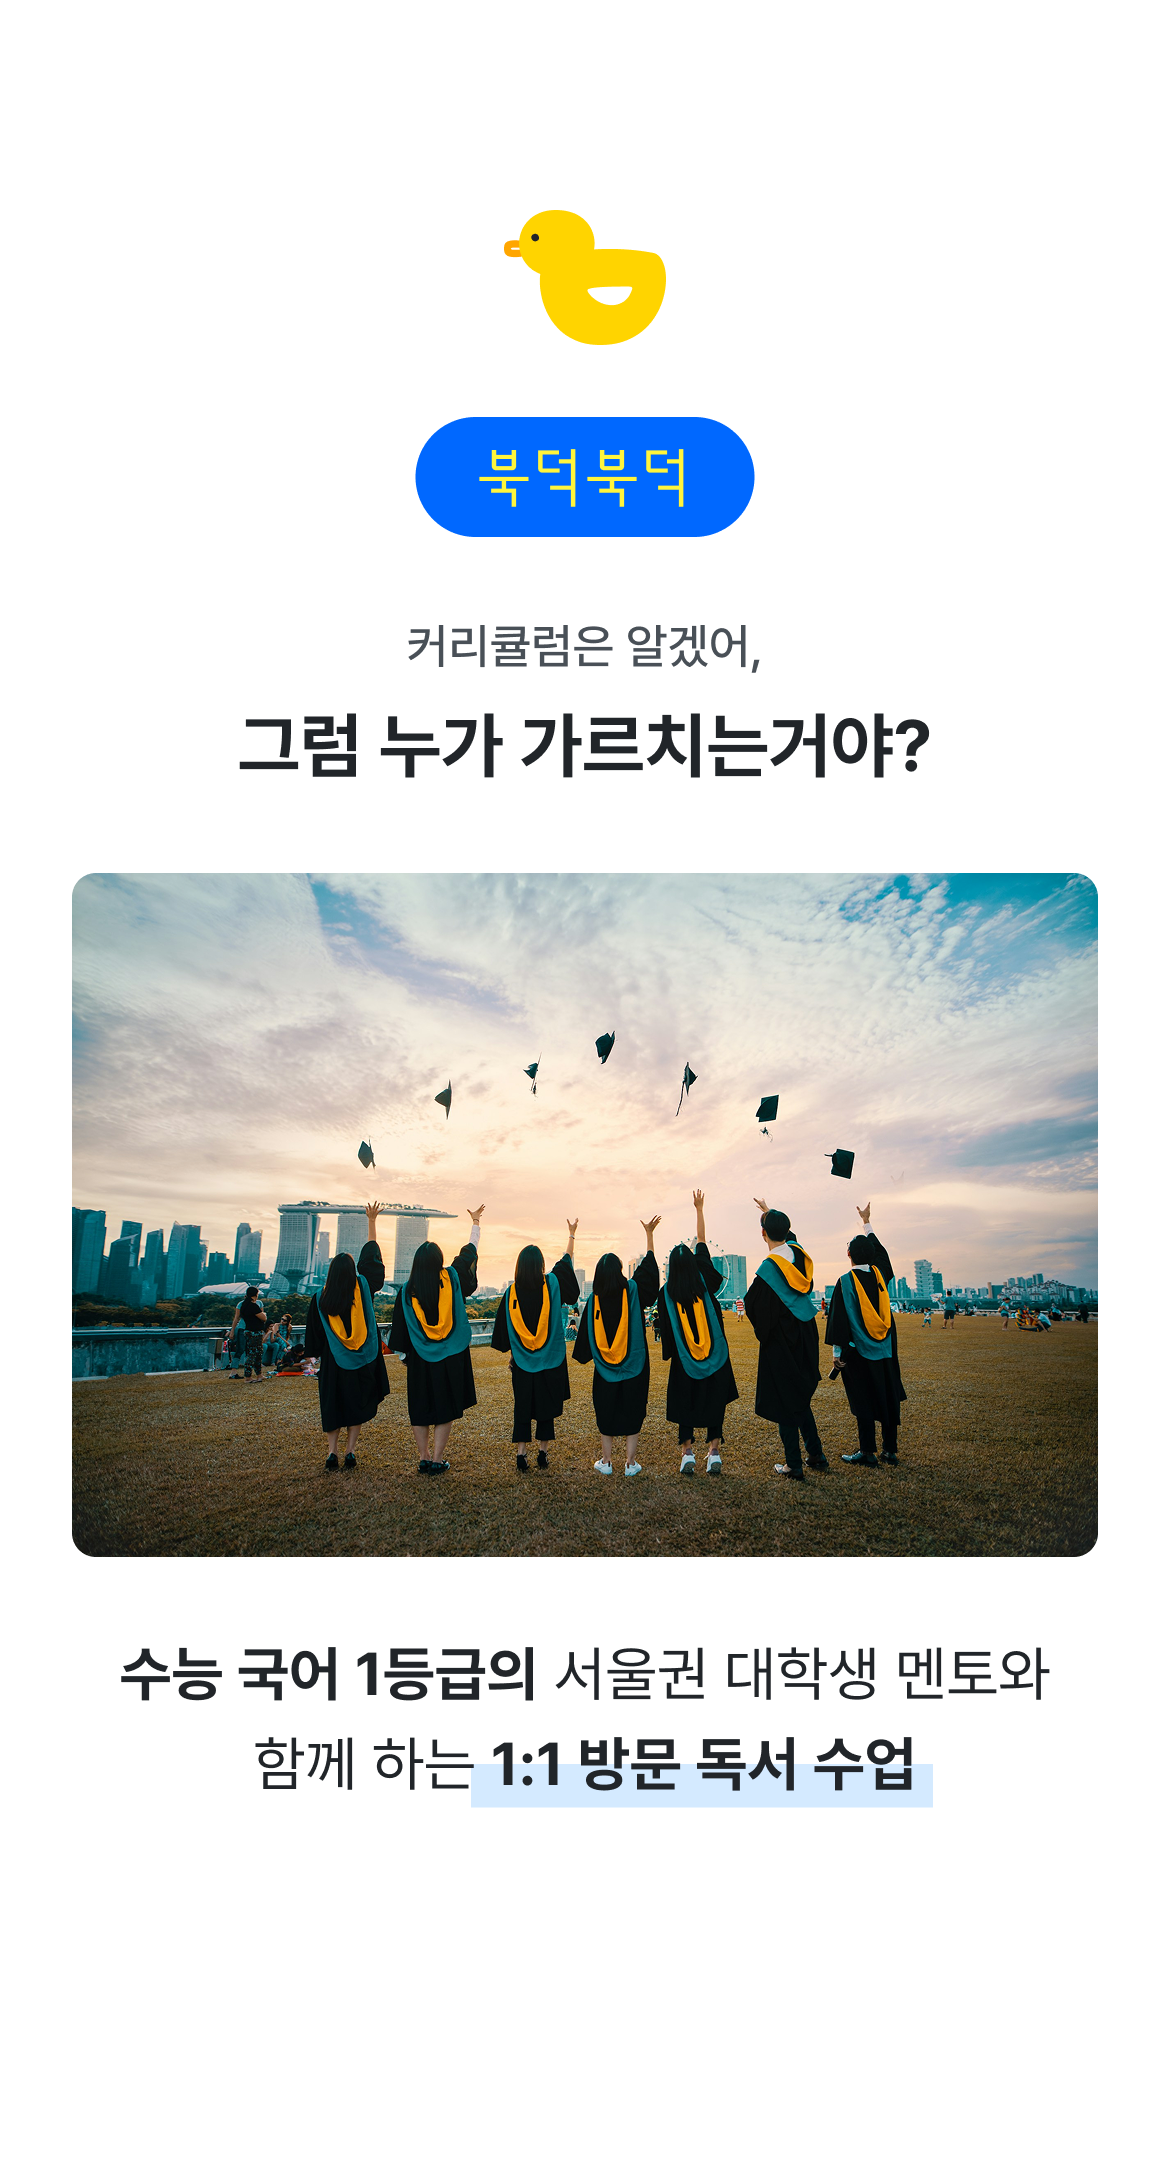 북덕북덕
커리큘럼은 알겠어,
그럼 누가 가르치는거야?
수능 국어 1등급의 서울권 대학생 멘토와
함께 하는 1:1 방문 독서 수업